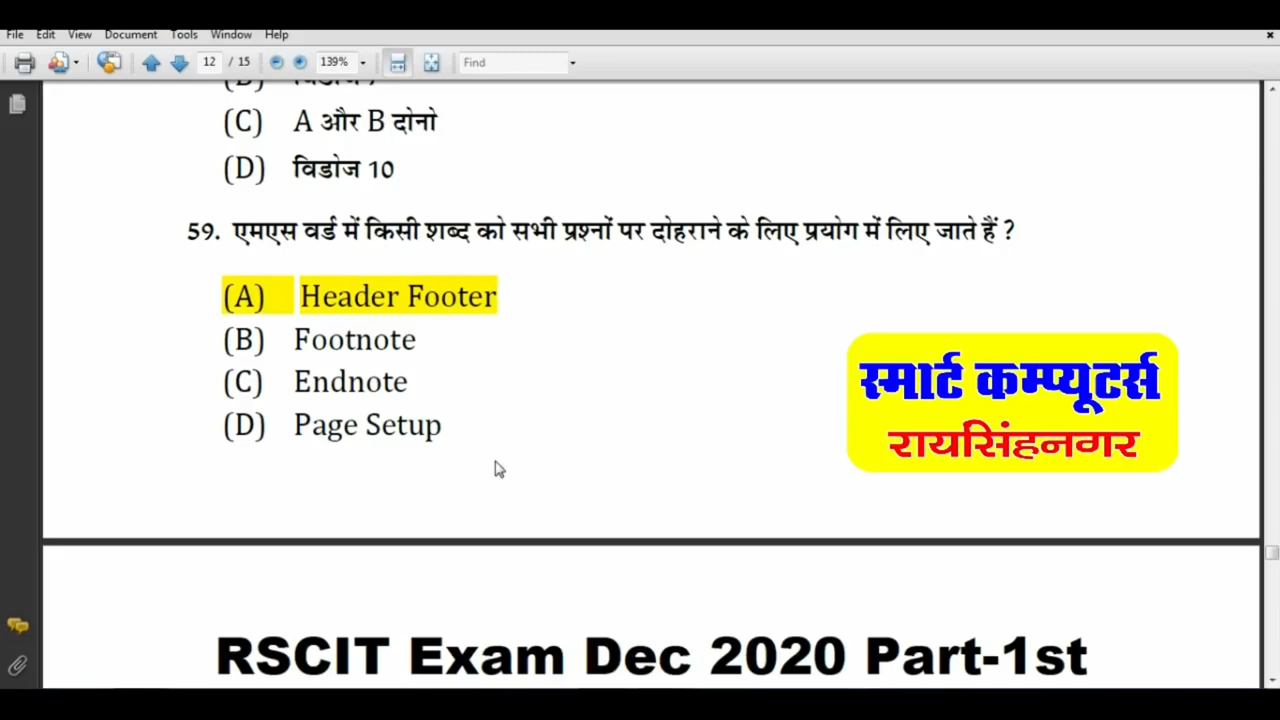 File Edit View Document Tools Window Help
12 / 15 139% Find
(C) A और B दोनो
(D) विडोज 10
59. एमएस वर्ड में किसी शब्द को सभी प्रश्नों पर दोहराने के लिए प्रयोग में लिए जाते हैं ?
(A) Header Footer
(B) Footnote
(C) Endnote
(D) Page Setup
स्मार्ट कम्प्यूटर्स
रायसिंहनगर
RSCIT Exam Dec 2020 Part-1st